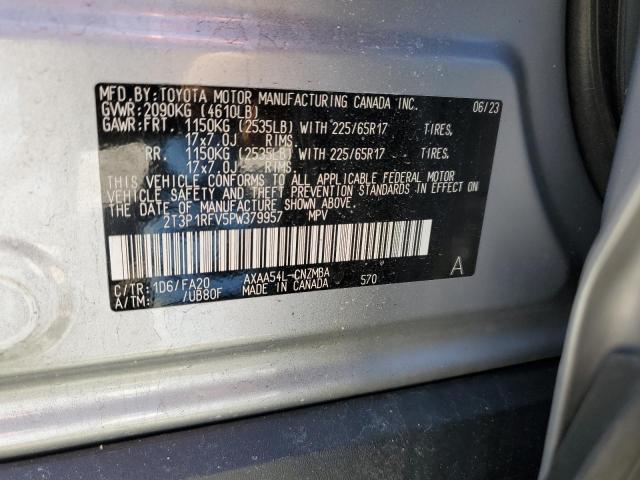 MFD.BY:TOYOTA MOTOR MANUFACTURING CANADA INC. 06/23
GVWR:2090KG (4610LB)
GAWR:FRT. 1150KG (2535LB) WITH 225/65R17 TIRES,
17x7.0J RIMS.
RR. 1150KG (2535LB) WITH 225/65R17 TIRES,
17x7.0J RIMS.
THIS VEHICLE CONFORMS TO ALL APPLICABLE FEDERAL MOTOR
VEHICLE SAFETY AND THEFT PREVENTION STANDARDS IN EFFECT ON
THE DATE OF MANUFACTURE SHOWN ABOVE.
2T3P1RFV5PW379957 MPV
C/TR:1D6/FA20 AXAA54L-CNZMBA 570 A
A/TM: /UB80F MADE IN CANADA